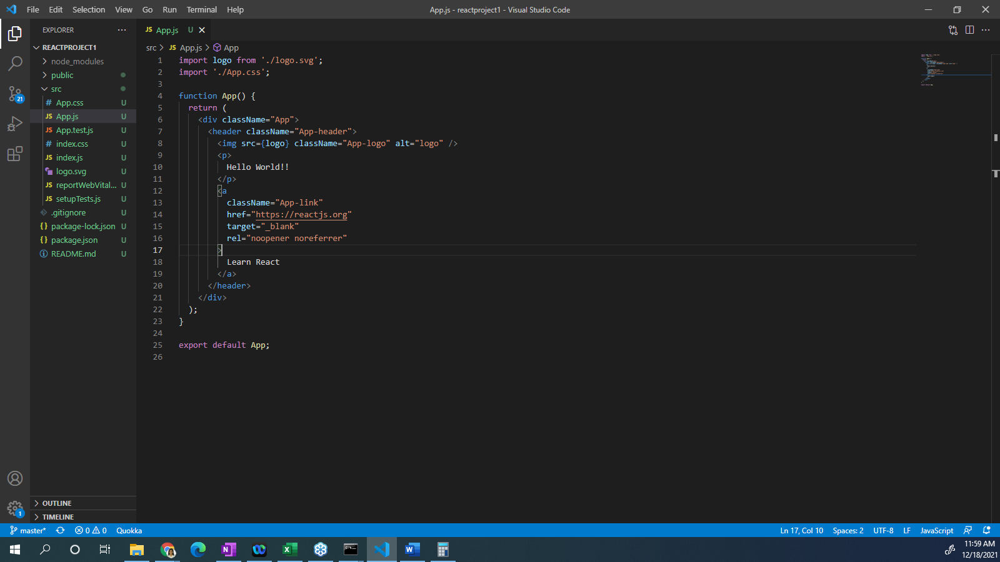 File Edit Selection View Go Run Terminal Help
App.js - reactproject1 - Visual Studio Code
EXPLORER
REACTPROJECT1
node_modules
public
src
# App.css U
JS App.js U
JS App.test.js U
# index.css U
JS index.js U
logo.svg U
JS reportWebVital... U
JS setupTests.js U
.gitignore U
{} package-lock.json U
{} package.json U
README.md U
OUTLINE
TIMELINE
21
1
JS App.js U
src > JS App.js > App
1 import logo from './logo.svg';
2 import './App.css';
3
4 function App() {
5 return (
6 <div className="App">
7 <header className="App-header">
8 <img src={logo} className="App-logo" alt="logo" />
9 <p>
10 Hello World!!
11 </p>
12 <a
13 className="App-link"
14 href="https://reactjs.org"
15 target="_blank"
16 rel="noopener noreferrer"
17 >
18 Learn React
19 </a>
20 </header>
21 </div>
22 );
23 }
24
25 export default App;
26
master* 0 0 Quokka
Ln 17, Col 10 Spaces: 2 UTF-8 LF JavaScript
11:59 AM
12/18/2021